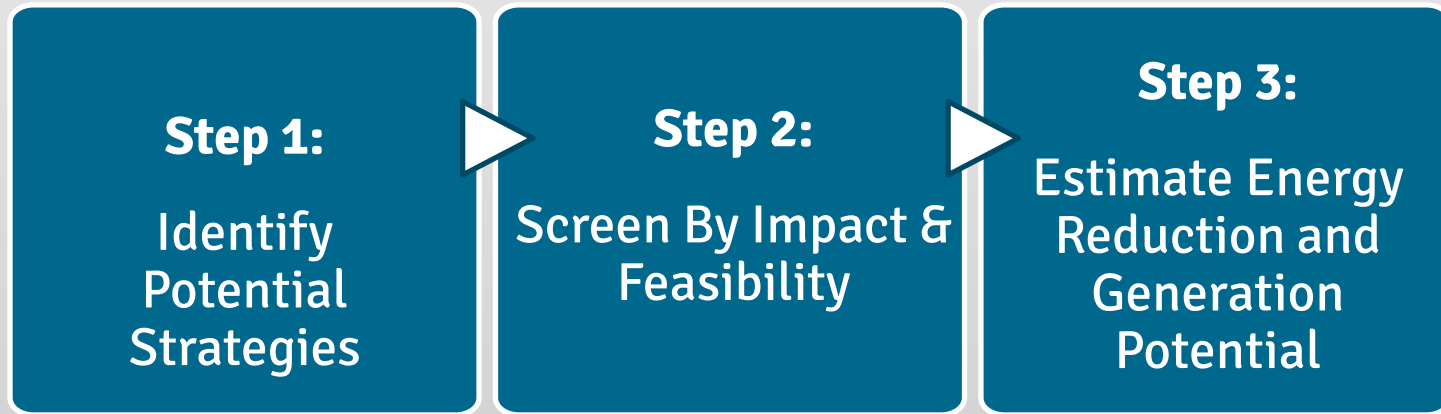 Step 1:
Identify
Potential
Strategies
Step 2:
Screen By Impact &
Feasibility
Step 3:
Estimate Energy
Reduction and
Generation
Potential